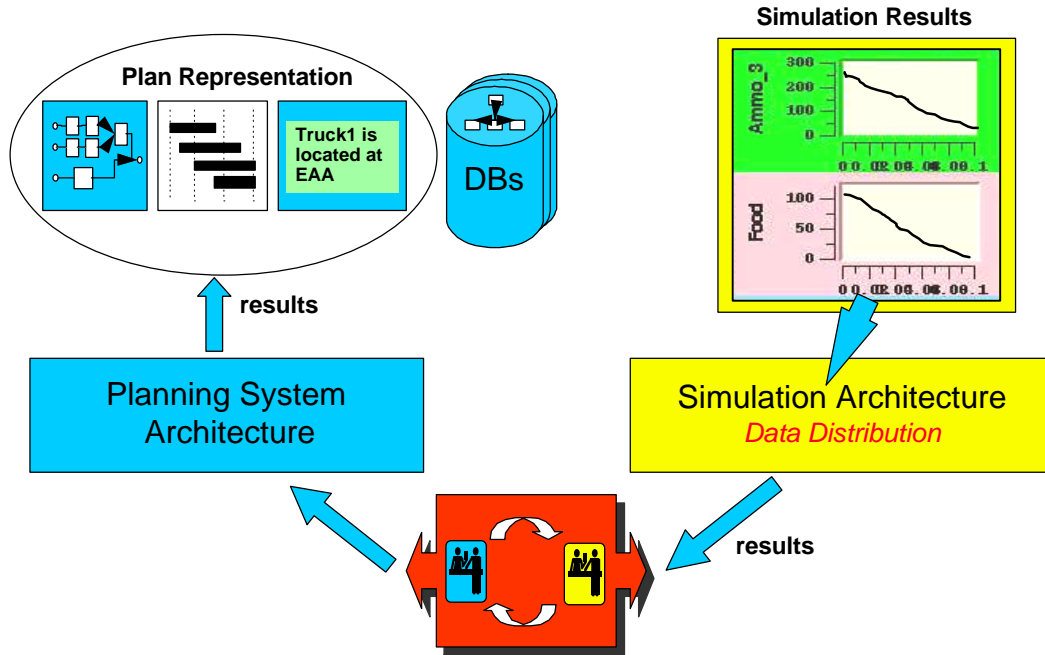 Simulation Results
Plan Representation
Truck1 is
located at
EAA
DBs
Ammo_3
300
200
100
0
Food
100
50
0
results
Planning System
Architecture
Simulation Architecture
Data Distribution
results